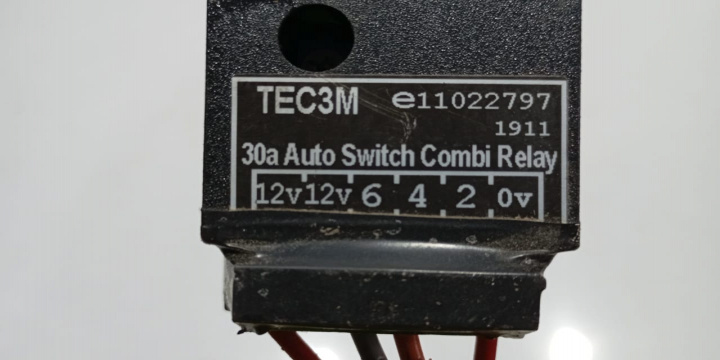 TEC3M e11022797
1911
30a Auto Switch Combi Relay
12v 12v 6 4 2 0v